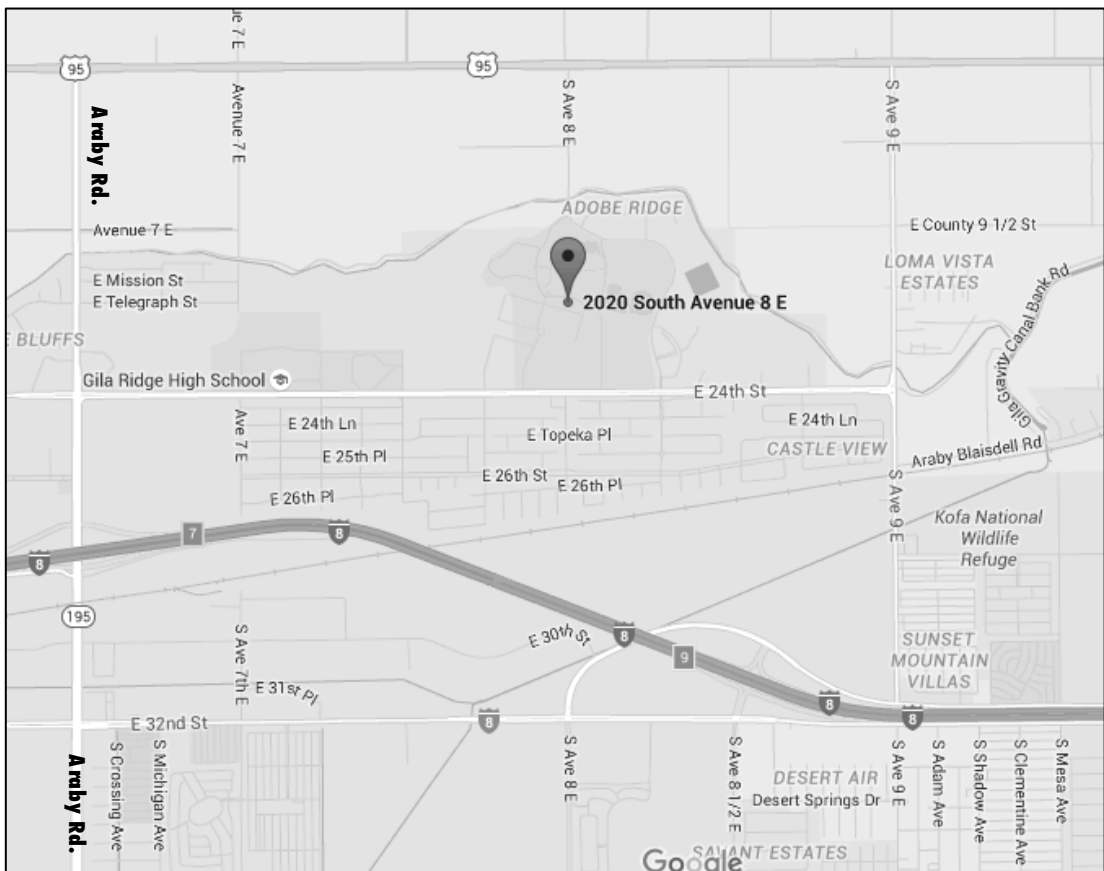 Avenue 7 E
95
95
Araby Rd.
Avenue 7 E
S Ave 8 E
S Ave 9 E
ADOBE RIDGE
Avenue 7 E
E County 9 1/2 St
E Mission St
E Telegraph St
LOMA VISTA
ESTATES
2020 South Avenue 8 E
Gila Gravity Canal Bank Rd
E BLUFFS
Gila Ridge High School
E 24th St
Ave 7 E
E 24th Ln
E Topeka Pl
E 24th Ln
E 25th Pl
CASTLE VIEW
Araby Blaisdell Rd
E 26th St
E 26th Pl
E 26th Pl
S Ave 9 E
Kofa National
Wildlife
Refuge
7
8
8
195
S Ave 7th E
E 30th St
8
9
SUNSET
MOUNTAIN
VILLAS
E 31st Pl
E 32nd St
8
8
8
Araby Rd.
S Crossing Ave
S Michigan Ave
S Ave 8 E
S Ave 8-1/2 E
DESERT AIR
Desert Springs Dr
S Ave 9 E
S Adam Ave
S Shadow Ave
S Clementine Ave
S Mesa Ave
SAVANT ESTATES
Google